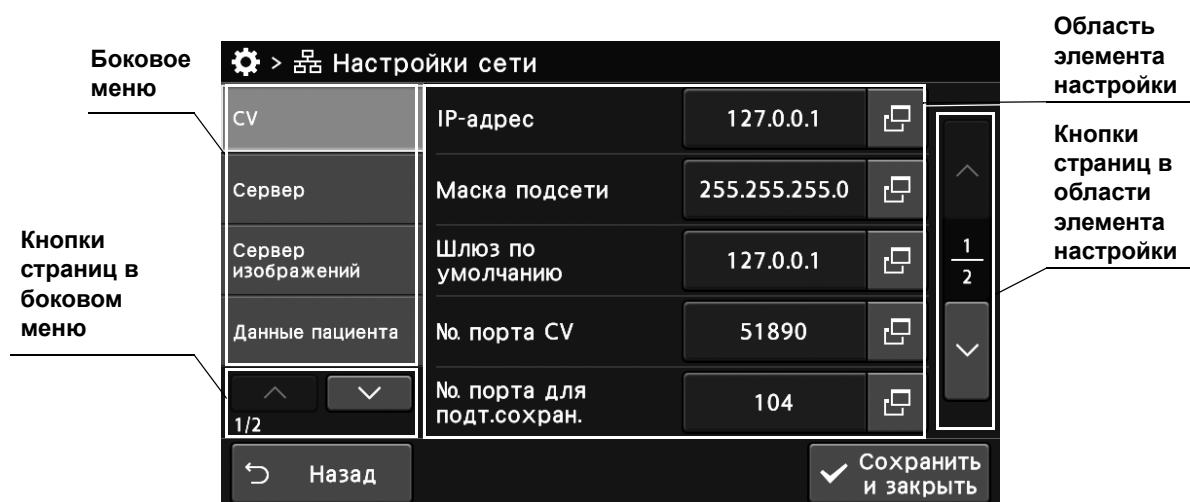 Область
элемента
настройки
Боковое
меню
> Настройки сети
CV
IP-адрес
127.0.0.1
Сервер
Маска подсети
255.255.255.0
Кнопки
страниц в
области
элемента
настройки
Сервер
изображений
Шлюз по
умолчанию
127.0.0.1
1
2
Кнопки
страниц в
боковом
меню
Данные пациента
№. порта CV
51890
№. порта для
подт.сохран.
104
1/2
Назад
Сохранить
и закрыть